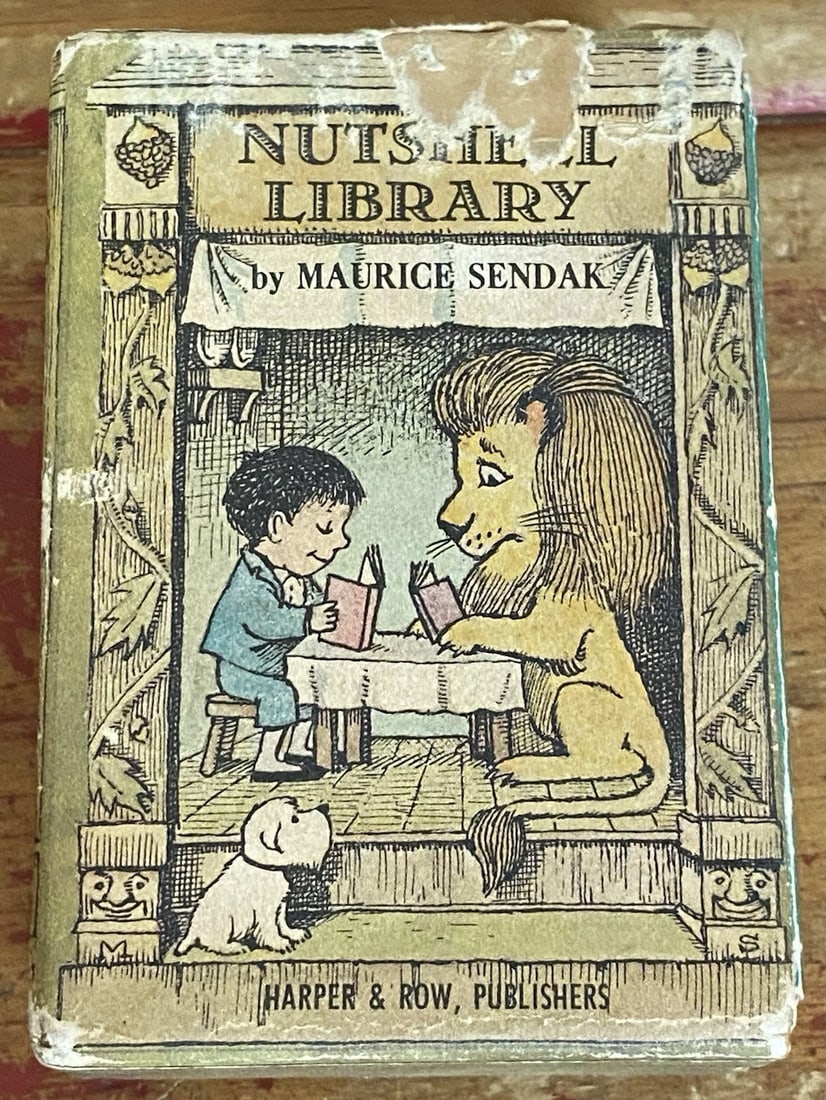 NUTSHELL
LIBRARY
by MAURICE SENDAK
M
S
HARPER & ROW, PUBLISHERS